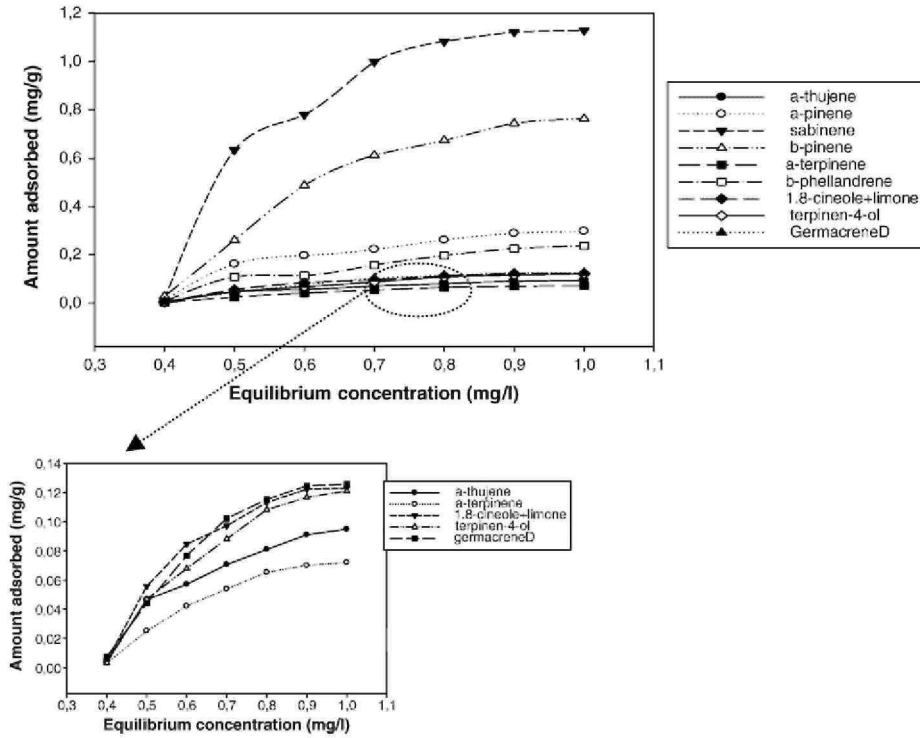 1,2
1,0
0,8
0,6
0,4
0,2
0,0
Amount adsorbed (mg/g)
0,3 0,4 0,5 0,6 0,7 0,8 0,9 1,0 1,1
Equilibrium concentration (mg/l)
a-thujene
a-pinene
sabinene
b-pinene
a-terpinene
b-phellandrene
1.8-cineole+limone
terpinen-4-ol
GermacreneD
0,14
0,12
0,10
0,08
0,06
0,04
0,02
0,00
Amount adsorbed (mg/g)
0,3 0,4 0,5 0,6 0,7 0,8 0,9 1,0 1,1
Equilibrium concentration (mg/l)
a-thujene
a-terpinene
1.8-cineole+limone
terpinen-4-ol
germacreneD